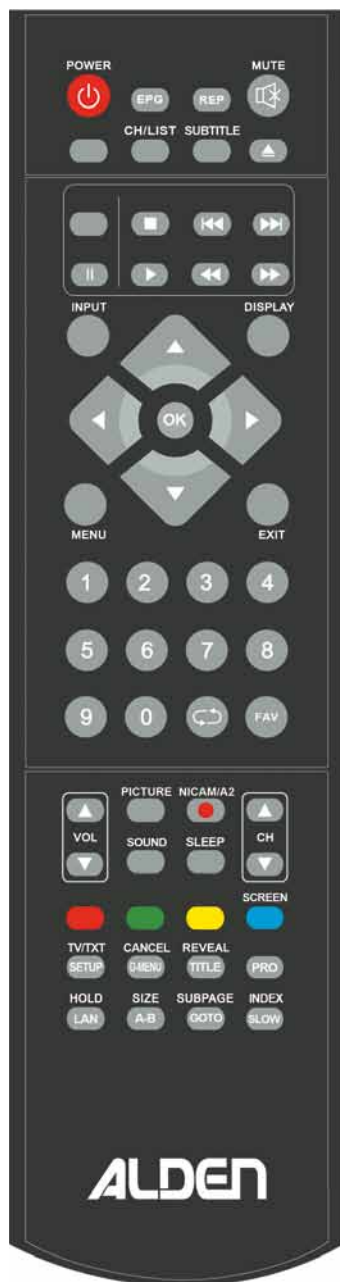 POWER MUTE
EPG REP
CH/LIST SUBTITLE
INPUT DISPLAY
OK
MENU EXIT
1 2 3 4
5 6 7 8
9 0 FAV
PICTURE NICAM/A2
VOL SOUND SLEEP CH
SCREEN
TV/TXT CANCEL REVEAL
SETUP D-MENU TITLE PRO
HOLD SIZE SUBPAGE INDEX
LAN A-B GOTO SLOW
ALDEN